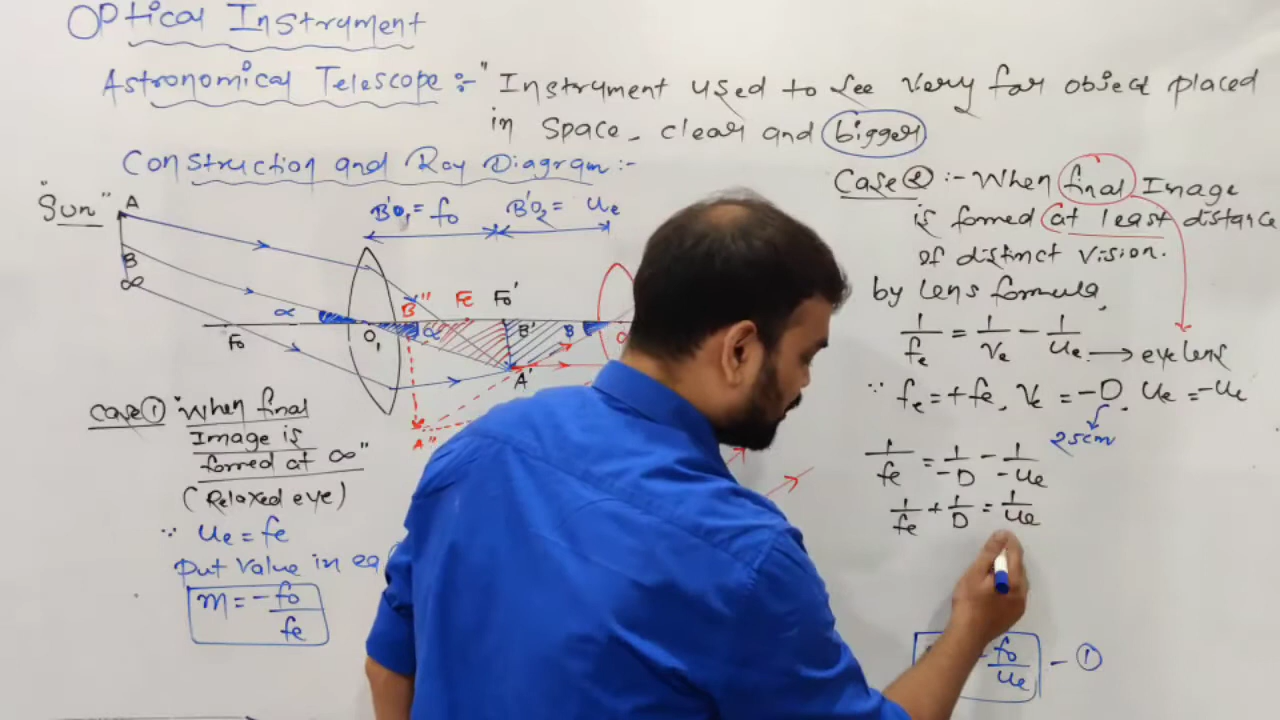 Optical Instrument
Astronomical Telescope :- "Instrument used to see very far object placed
in space, clear and bigger
Construction and Ray Diagram :-
"Sun"
A
B
∞
B'O₁ = fo
B'O₂ = ue
α
Fo
O₁
B"
α
Fe
Fo'
B'
β
A'
A"
Case ① "When final
Image is
formed at ∞"
(Relaxed eye)
∵ ue = fe
Put value in eq
m = -fo/fe
Case ② :- When final Image
is formed at least distance
of distinct vision.
by lens formula,
1/fe = 1/ve - 1/ue → eye lens
∵ fe = +fe, ve = -D, ue = -ue
25cm
1/fe = 1/-D - 1/-ue
1/fe + 1/D = 1/ue
fo/ue - ①